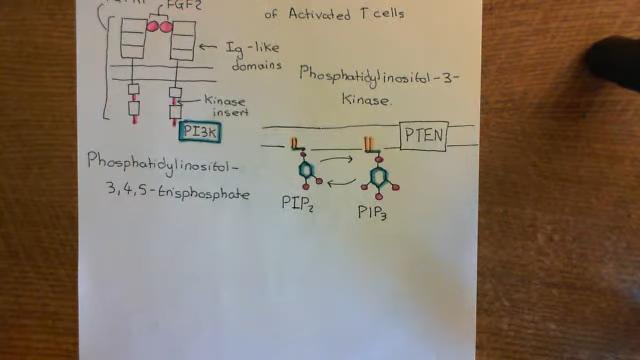 FGF2
of Activated T cells
Ig-like
domains
Phosphatidylinositol-3-
Kinase.
Kinase
insert
PI3K
PTEN
Phosphatidylinositol-
3,4,5-trisphosphate
PIP2
PIP3